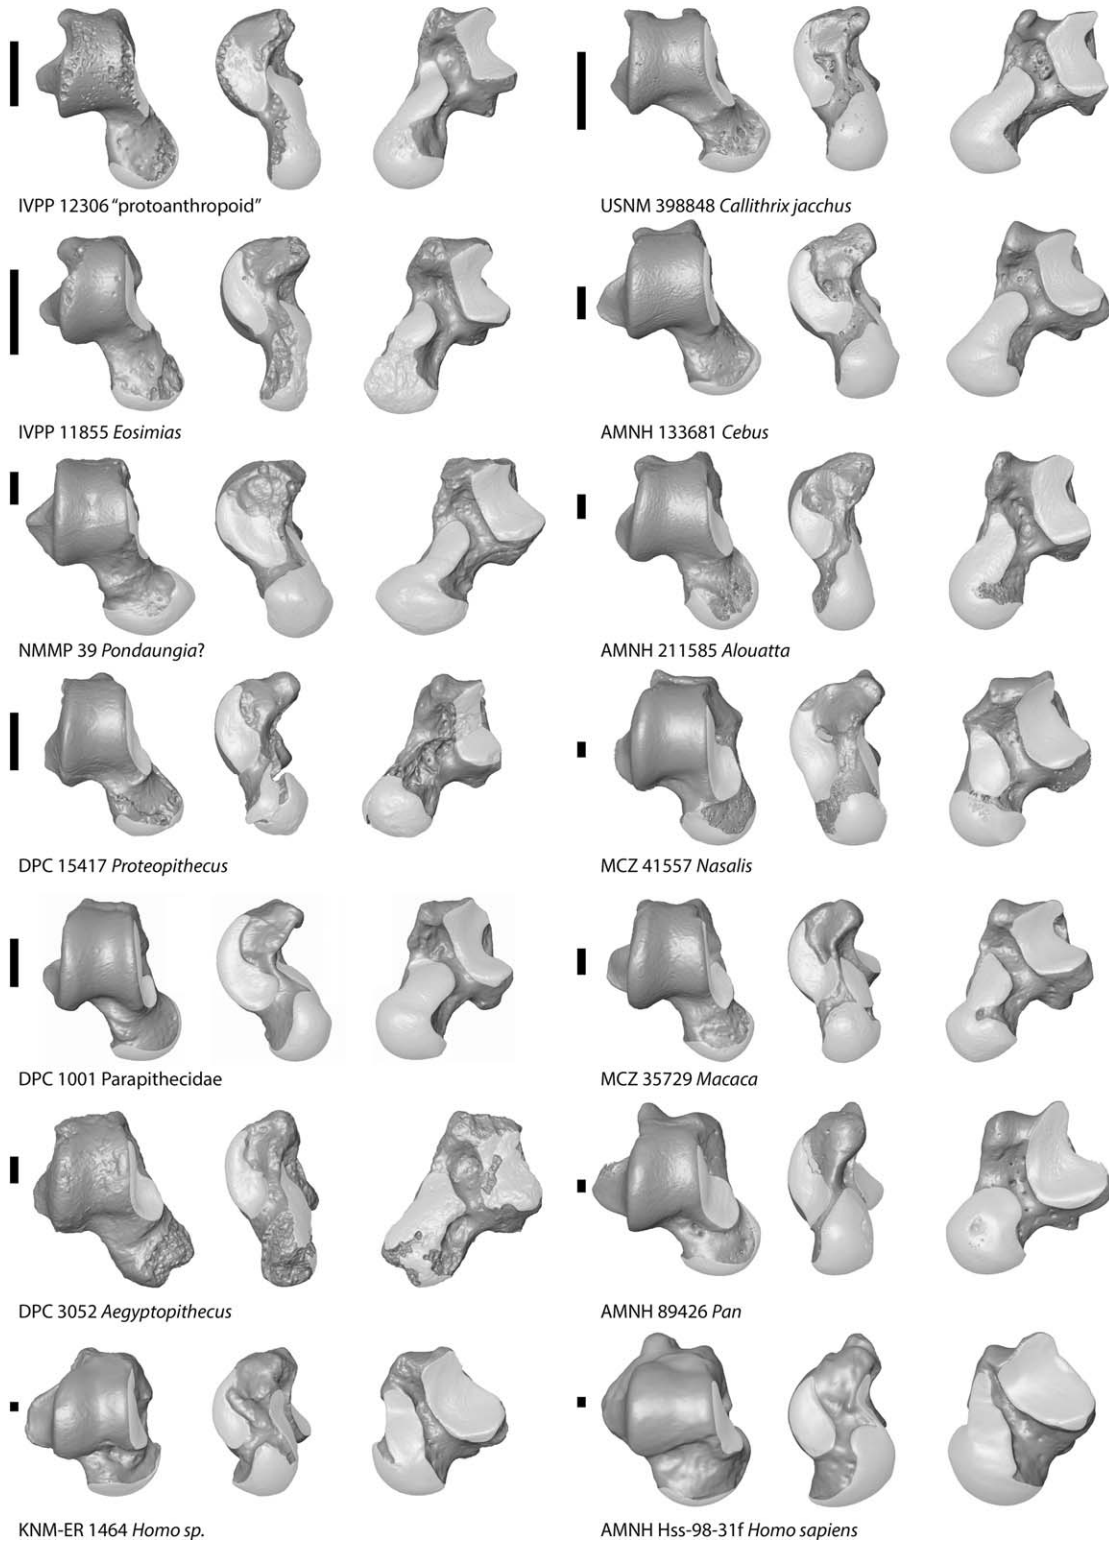 IVPP 12306 “protoanthropoid”
USNM 398848 Callithrix jacchus
IVPP 11855 Eosimias
AMNH 133681 Cebus
NMMP 39 Pondaungia?
AMNH 211585 Alouatta
DPC 15417 Proteopithecus
MCZ 41557 Nasalis
DPC 1001 Parapithecidae
MCZ 35729 Macaca
DPC 3052 Aegyptopithecus
AMNH 89426 Pan
KNM-ER 1464 Homo sp.
AMNH Hss-98-31f Homo sapiens